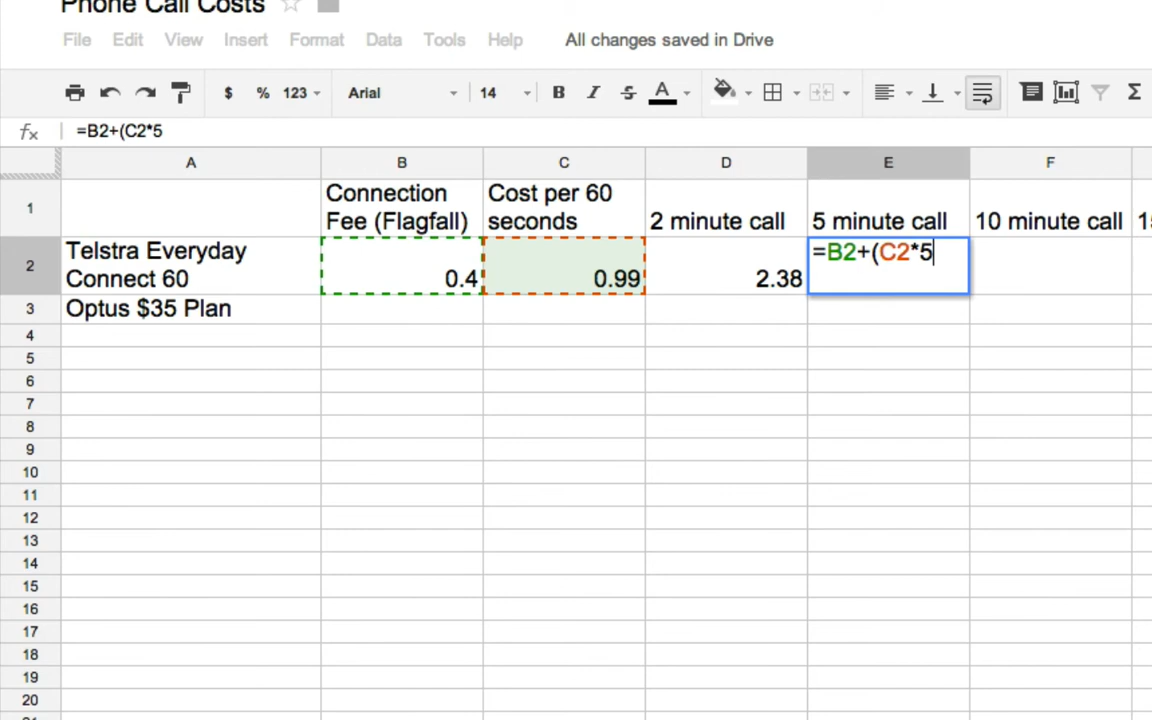 Phone Call Costs
File Edit View Insert Format Data Tools Help All changes saved in Drive
$ % 123 Arial 14 B I S A Σ
fx =B2+(C2*5
A B C D E F
1 Connection Fee (Flagfall) Cost per 60 seconds 2 minute call 5 minute call 10 minute call 15
2 Telstra Everyday Connect 60 0.4 0.99 2.38 =B2+(C2*5
3 Optus $35 Plan
4
5
6
7
8
9
10
11
12
13
14
15
16
17
18
19
20